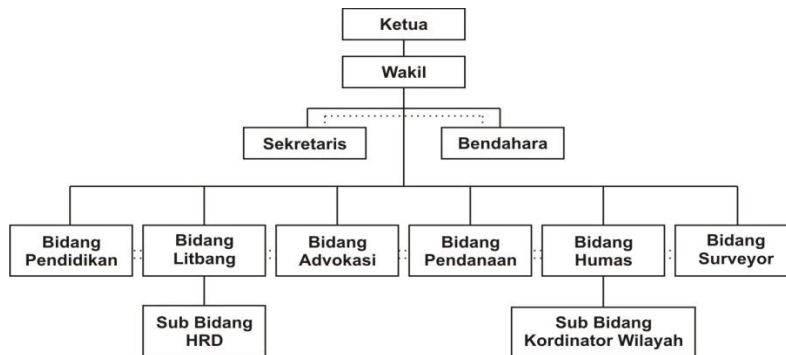 Ketua
Wakil
Sekretaris
Bendahara
Bidang
Pendidikan
Bidang
Litbang
Bidang
Advokasi
Bidang
Pendanaan
Bidang
Humas
Bidang
Surveyor
Sub Bidang
HRD
Sub Bidang
Kordinator Wilayah